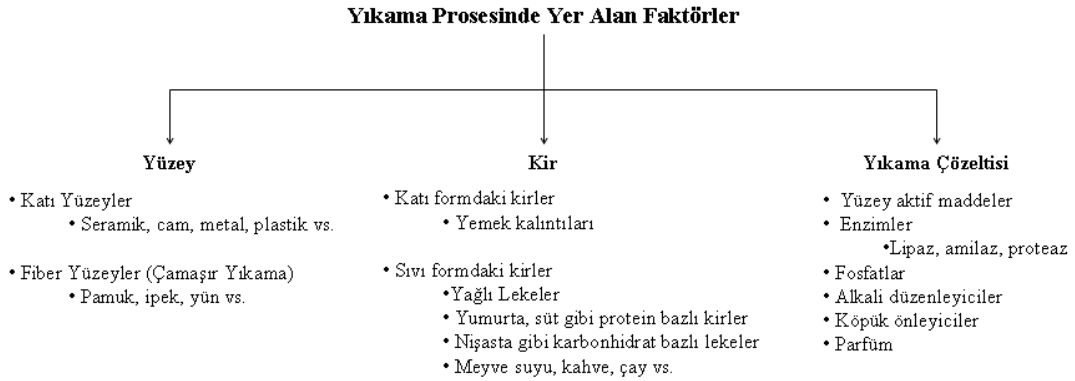 Yıkama Prosesinde Yer Alan Faktörler
Yüzey
• Katı Yüzeyler
• Seramik, cam, metal, plastik vs.
• Fiber Yüzeyler (Çamaşır Yıkama)
• Pamuk, ipek, yün vs.
Kir
• Katı formdaki kirler
• Yemek kalıntıları
• Sıvı formdaki kirler
•Yağlı Lekeler
• Yumurta, süt gibi protein bazlı kirler
• Nişasta gibi karbonhidrat bazlı lekeler
• Meyve suyu, kahve, çay vs.
Yıkama Çözeltisi
• Yüzey aktif maddeler
• Enzimler
•Lipaz, amilaz, proteaz
• Fosfatlar
• Alkali düzenleyiciler
• Köpük önleyiciler
• Parfüm